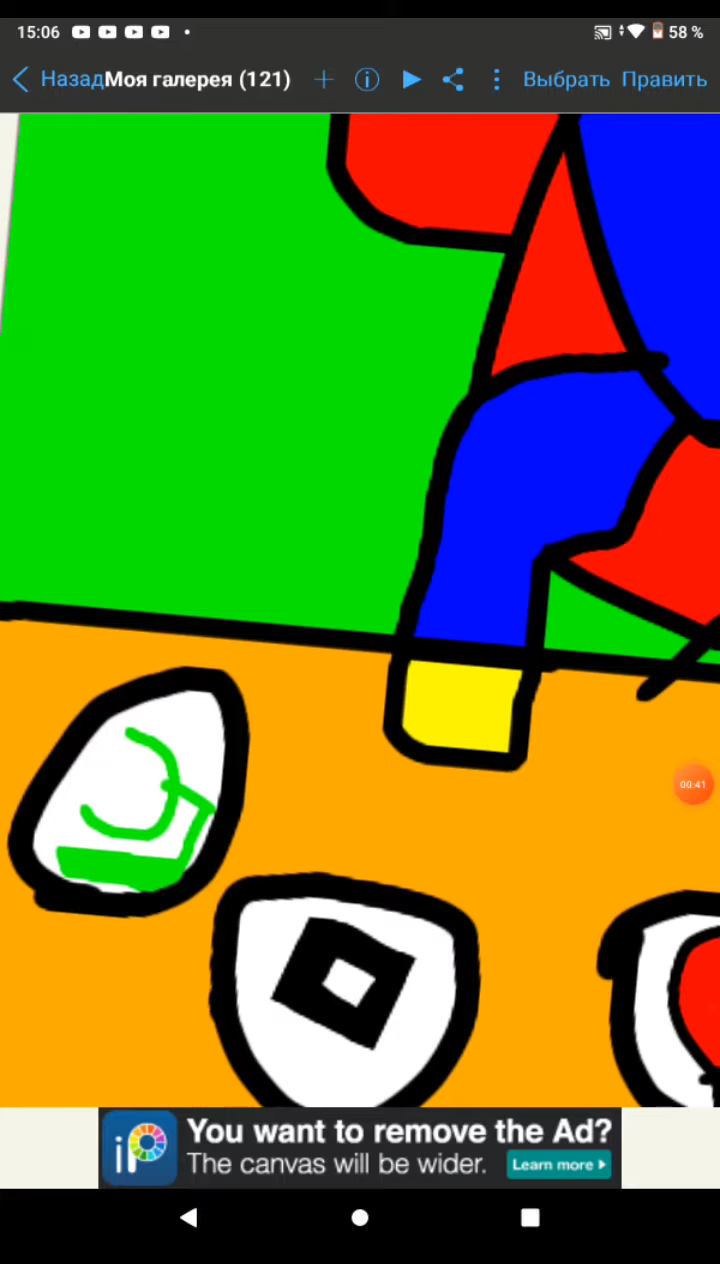 15:06 58 %
Назад Моя галерея (121) Выбрать Править
00:41
iP You want to remove the Ad?
The canvas will be wider. Learn more